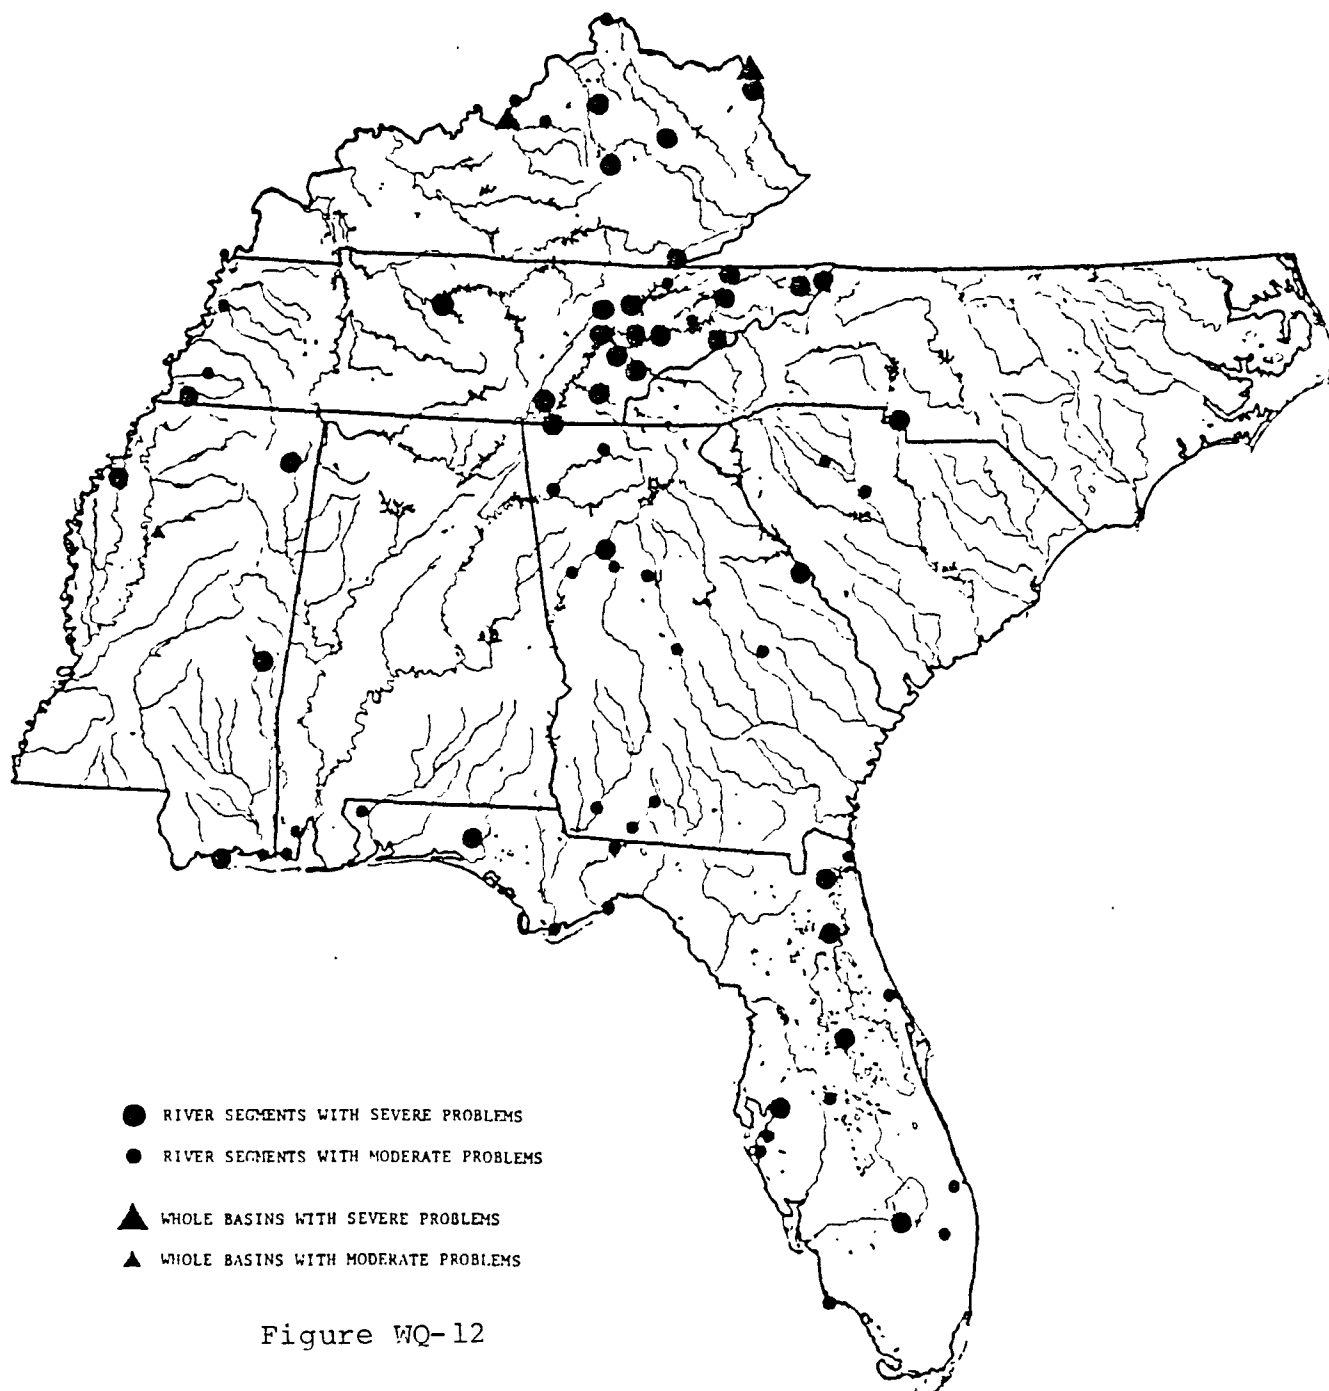 RIVER SEGMENTS WITH SEVERE PROBLEMS
RIVER SEGMENTS WITH MODERATE PROBLEMS
WHOLE BASINS WITH SEVERE PROBLEMS
WHOLE BASINS WITH MODERATE PROBLEMS
Figure WQ-12